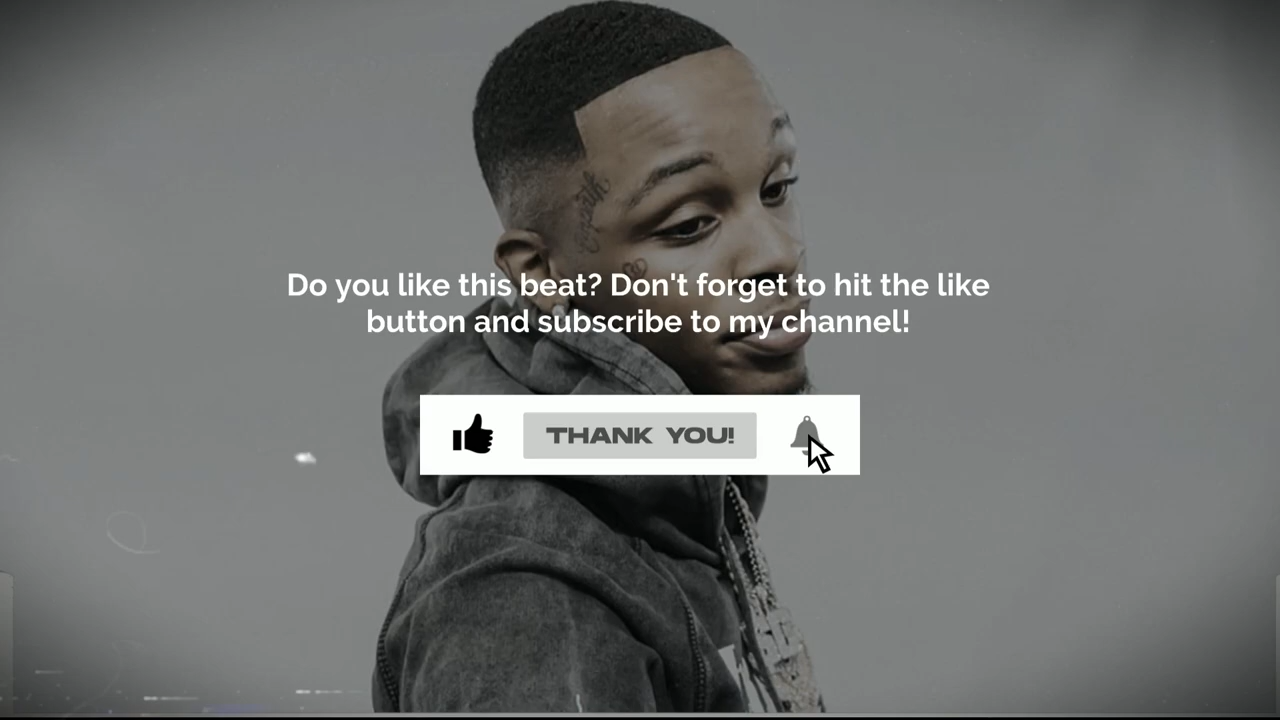 Do you like this beat? Don't forget to hit the like
button and subscribe to my channel!
THANK YOU!